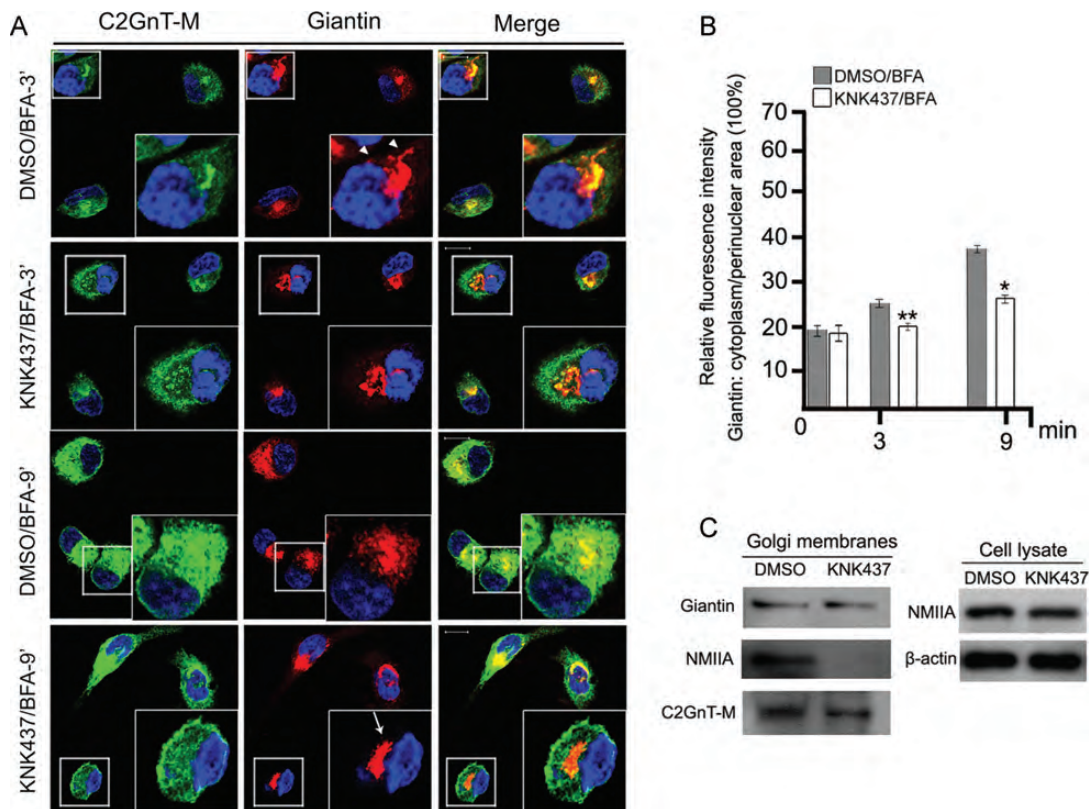 A
C2GnT-M
Giantin
Merge
DMSO/BFA-3'
KNK437/BFA-3'
DMSO/BFA-9'
KNK437/BFA-9'
B
DMSO/BFA
KNK437/BFA
Relative fluorescence intensity
Giantin: cytoplasm/perinuclear area (100%)
70
60
50
40
30
20
10
0
3
9
min
**
*
C
Golgi membranes
DMSO KNK437
Giantin
NMIIA
C2GnT-M
Cell lysate
DMSO KNK437
NMIIA
β-actin